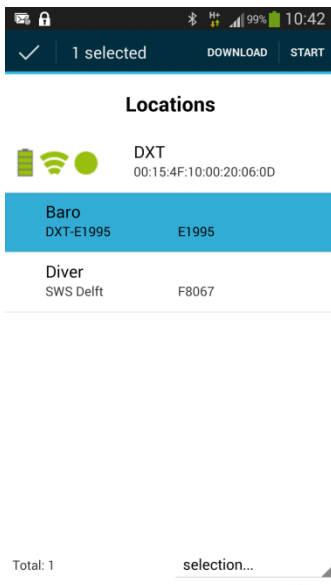 H+ 99% 10:42
1 selected DOWNLOAD START
Locations
DXT
00:15:4F:10:00:20:06:0D
Baro
DXT-E1995 E1995
Diver
SWS Delft F8067
Total: 1 selection...